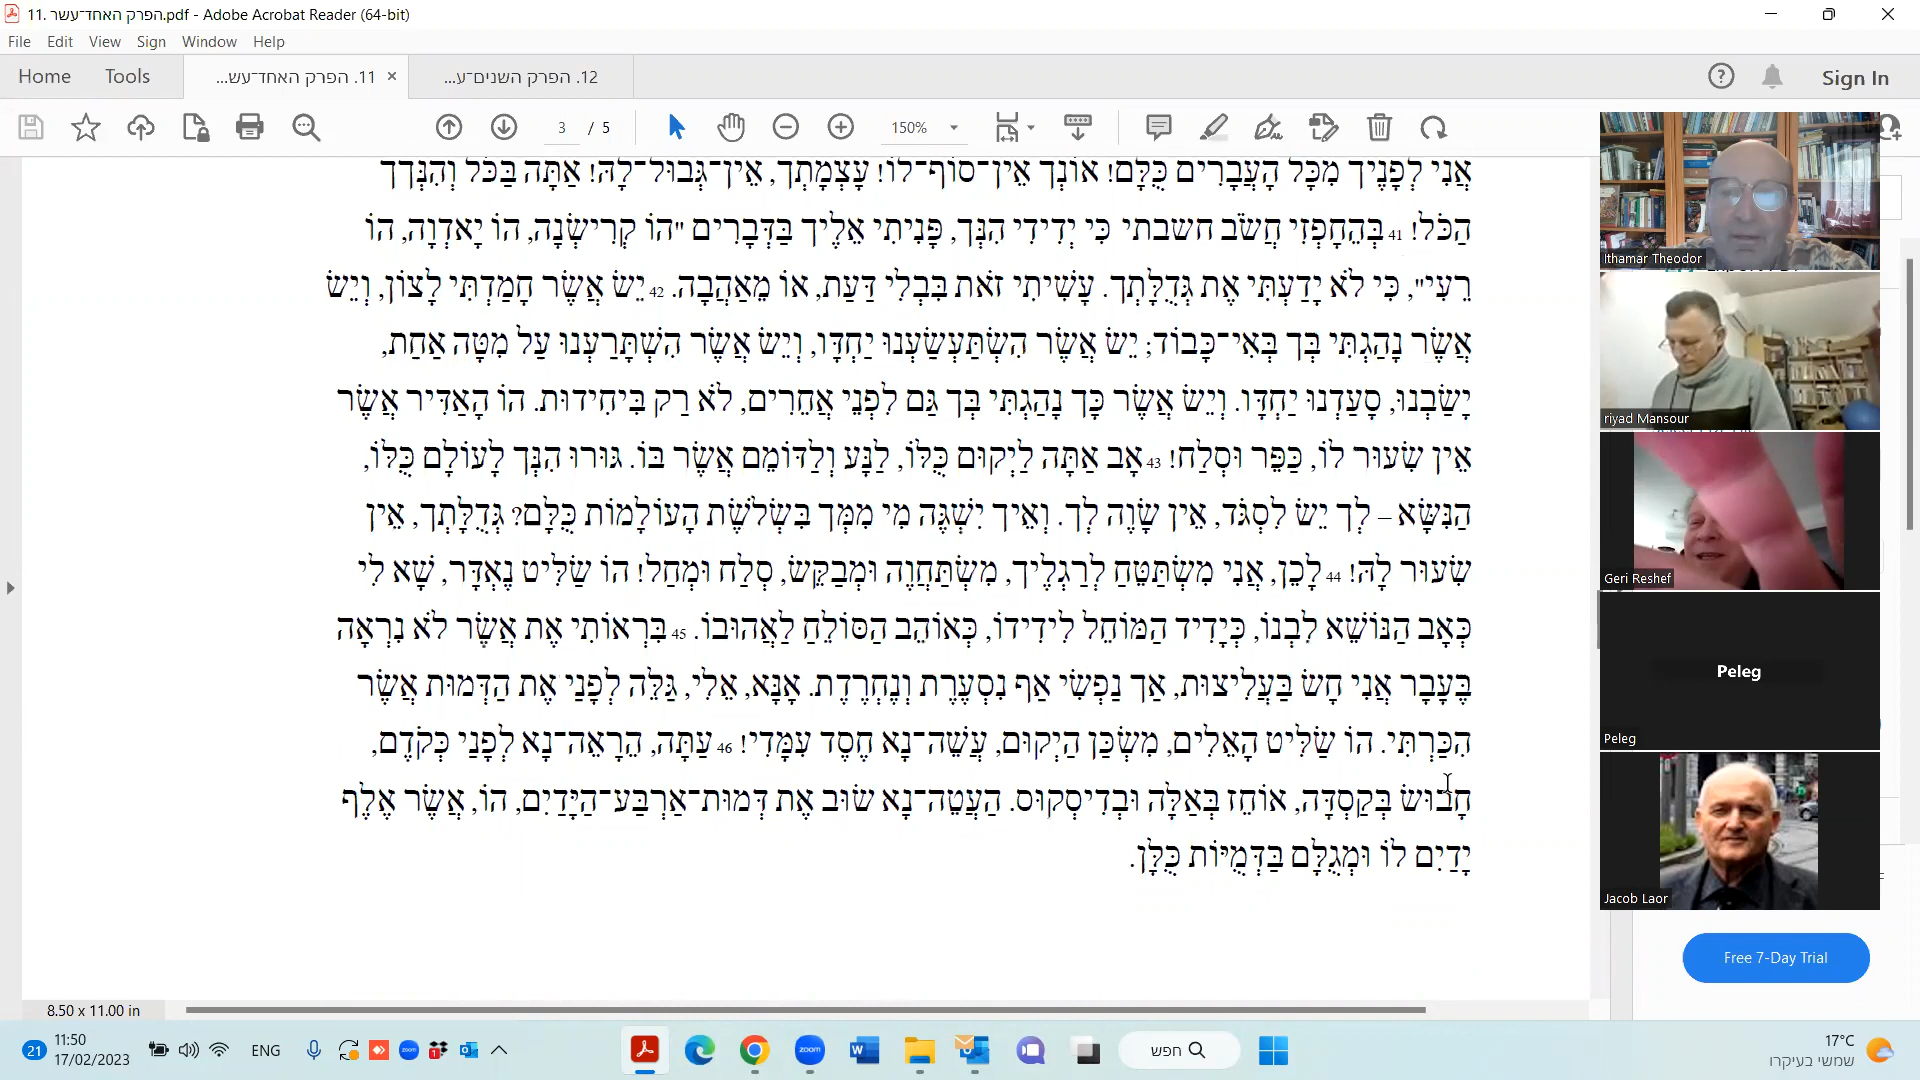 11. הפרק האחד־עשר.pdf - Adobe Acrobat Reader (64-bit)
File Edit View Sign Window Help
Home Tools 11. הפרק האחד־עש... × 12. הפרק השנים־ע... Sign In
3 / 5 150%
אֲנִי לְפָנֶיךָ מִכָּל הָעֲבָרִים כֻּלָּם! אוֹנְךָ אֵין־סוֹף־לוֹ! עָצְמָתְךָ, אֵין־גְּבוּל־לָהּ! אַתָּה בַּכֹּל וְהִנְּךָ
הַכֹּל! 41 בְּהֵחָפְזִי חֲשֹׁב חשבתי כִּי יְדִידִי הִנְּךָ, פָּנִיתִי אֵלֶיךָ בַּדְּבָרִים "הוֹ קְרִישְׁנָה, הוֹ יָאדְוָה, הוֹ
רֵעִי", כִּי לֹא יָדַעְתִּי אֶת גְּדֻלָּתְךָ. עָשִׂיתִי זֹאת בִּבְלִי דַּעַת, אוֹ מֵאַהֲבָה. 42 יֵשׁ אֲשֶׁר חָמַדְתִּי לָצוֹן, וְיֵשׁ
אֲשֶׁר נָהַגְתִּי בְּךָ בְּאִי־כָּבוֹד; יֵשׁ אֲשֶׁר הִשְׁתַּעֲשַׁעְנוּ יַחְדָּו, וְיֵשׁ אֲשֶׁר הִשְׂתָּרַעְנוּ עַל מִטָּה אַחַת,
יָשַׁבְנוּ, סָעַדְנוּ יַחְדָּו. וְיֵשׁ אֲשֶׁר כָּךְ נָהַגְתִּי בְּךָ גַּם לִפְנֵי אֲחֵרִים, לֹא רַק בִּיחִידוּת. הוֹ הָאַדִּיר אֲשֶׁר
אֵין שִׁעוּר לוֹ, כַּפֵּר וּסְלַח! 43 אָב אַתָּה לַיְקוּם כֻּלּוֹ, לַנָּע וְלַדּוֹמֵם אֲשֶׁר בּוֹ. גּוּרוּ הִנְּךָ לָעוֹלָם כֻּלּוֹ,
הַנִּשָּׂא – לְךָ יֵשׁ לִסְגֹּד, אֵין שָׁוֶה לְךָ. וְאֵיךְ יִשְׂגֶּה מִי מִמְּךָ בִּשְׁלֹשֶׁת הָעוֹלָמוֹת כֻּלָּם? גְּדֻלָּתְךָ, אֵין
שִׁעוּר לָהּ! 44 לָכֵן, אֲנִי מִשְׁתַּטֵּחַ לְרַגְלֶיךָ, מִשְׁתַּחֲוֶה וּמְבַקֵּשׁ, סְלַח וּמְחַל! הוֹ שַׁלִּיט נֶאְדָּר, שָׂא לִי
כְּאָב הַנּוֹשֵׂא לִבְנוֹ, כְּיָדִיד הַמּוֹחֵל לִידִידוֹ, כְּאוֹהֵב הַסּוֹלֵחַ לַאֲהוּבוֹ. 45 בִּרְאוֹתִי אֶת אֲשֶׁר לֹא נִרְאָה
בֶּעָבָר אֲנִי חָשׁ בַּעֲלִיצוּת, אַךְ נַפְשִׁי אַף נִסְעֶרֶת וְנֶחְרֶדֶת. אָנָּא, אֵלִי, גַּלֵּה לְפָנַי אֶת הַדְּמוּת אֲשֶׁר
הִכַּרְתִּי. הוֹ שַׁלִּיט הָאֵלִים, מִשְׁכַּן הַיְקוּם, עֲשֵׂה־נָא חֶסֶד עִמָּדִי! 46 עַתָּה, הֵרָאֵה־נָא לְפָנַי כְּקֹדֶם,
חָבוּשׁ בְּקַסְדָּה, אוֹחֵז בְּאַלָּה וּבְדִיסְקוּס. הַעֲטֵה־נָא שׁוּב אֶת דְּמוּת־אַרְבַּע־הַיָּדַיִם, הוֹ, אֲשֶׁר אֶלֶף
יָדַיִם לוֹ וּמְגֻלָּם בַּדְּמֻיּוֹת כֻּלָּן.
Ithamar Theodor
riyad Mansour
Geri Reshef
Peleg
Peleg
Jacob Laor
Free 7-Day Trial
8.50 x 11.00 in
21 11:50 17/02/2023 ENG zoom 1 zoom חפש 17°C שמשי בעיקרו